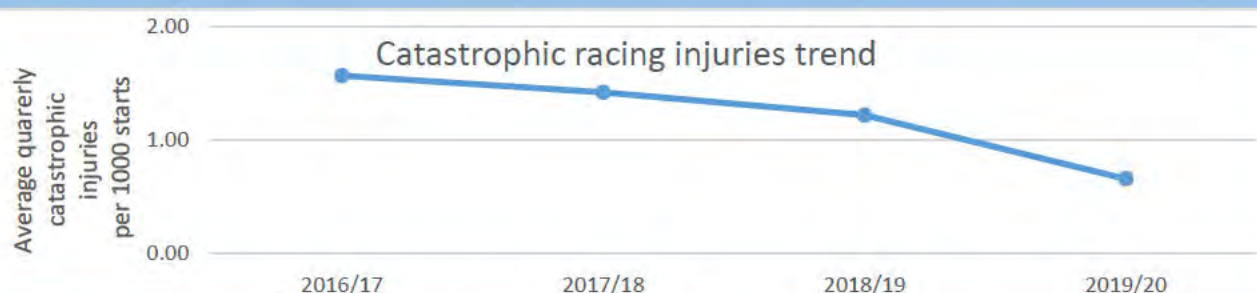 2.00
Catastrophic racing injuries trend
Average quarerly
catastrophic
injuries
per 1000 starts
1.00
0.00
2016/17 2017/18 2018/19 2019/20